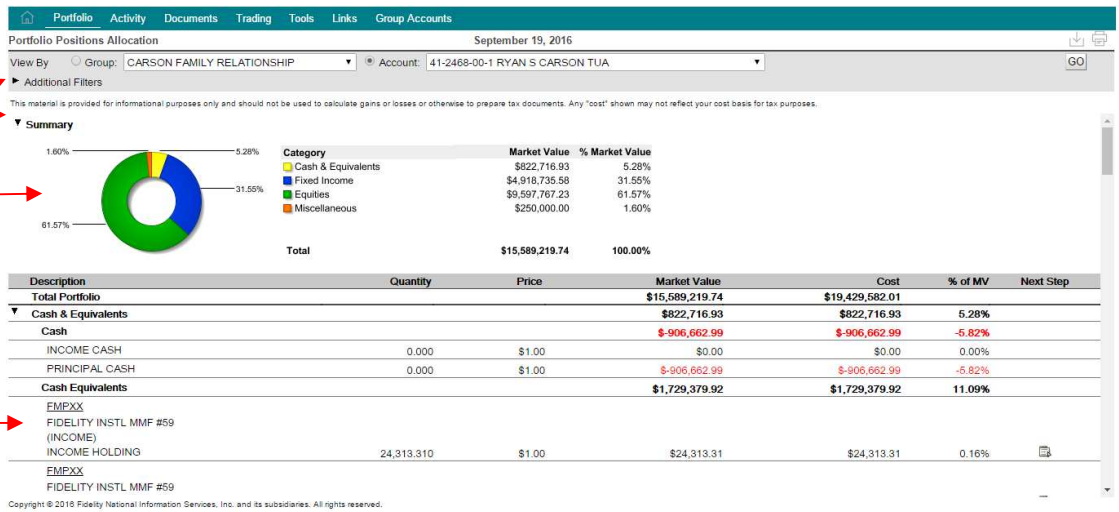 Portfolio Activity Documents Trading Tools Links Group Accounts
Portfolio Positions Allocation September 19, 2016
View By Group: CARSON FAMILY RELATIONSHIP Account: 41-2468-00-1 RYAN S CARSON TUA GO
Additional Filters
This material is provided for informational purposes only and should not be used to calculate gains or losses or otherwise to prepare tax documents. Any "cost" shown may not reflect your cost basis for tax purposes.
Summary
1.60% 5.28%
31.55%
61.57%
Category Market Value % Market Value
Cash & Equivalents $822,716.93 5.28%
Fixed Income $4,918,735.58 31.55%
Equities $9,597,767.23 61.57%
Miscellaneous $250,000.00 1.60%
Total $15,589,219.74 100.00%
Description Quantity Price Market Value Cost % of MV Next Step
Total Portfolio $15,589,219.74 $19,429,582.01
Cash & Equivalents $822,716.93 $822,716.93 5.28%
Cash $-906,662.99 $-906,662.99 -5.82%
INCOME CASH 0.000 $1.00 $0.00 $0.00 0.00%
PRINCIPAL CASH 0.000 $1.00 $-906,662.99 $-906,662.99 -5.82%
Cash Equivalents $1,729,379.92 $1,729,379.92 11.09%
FMPXX
FIDELITY INSTL MMF #59
(INCOME)
INCOME HOLDING 24,313.310 $1.00 $24,313.31 $24,313.31 0.16%
FMPXX
FIDELITY INSTL MMF #59
Copyright © 2016 Fidelity National Information Services, Inc. and its subsidiaries. All rights reserved.